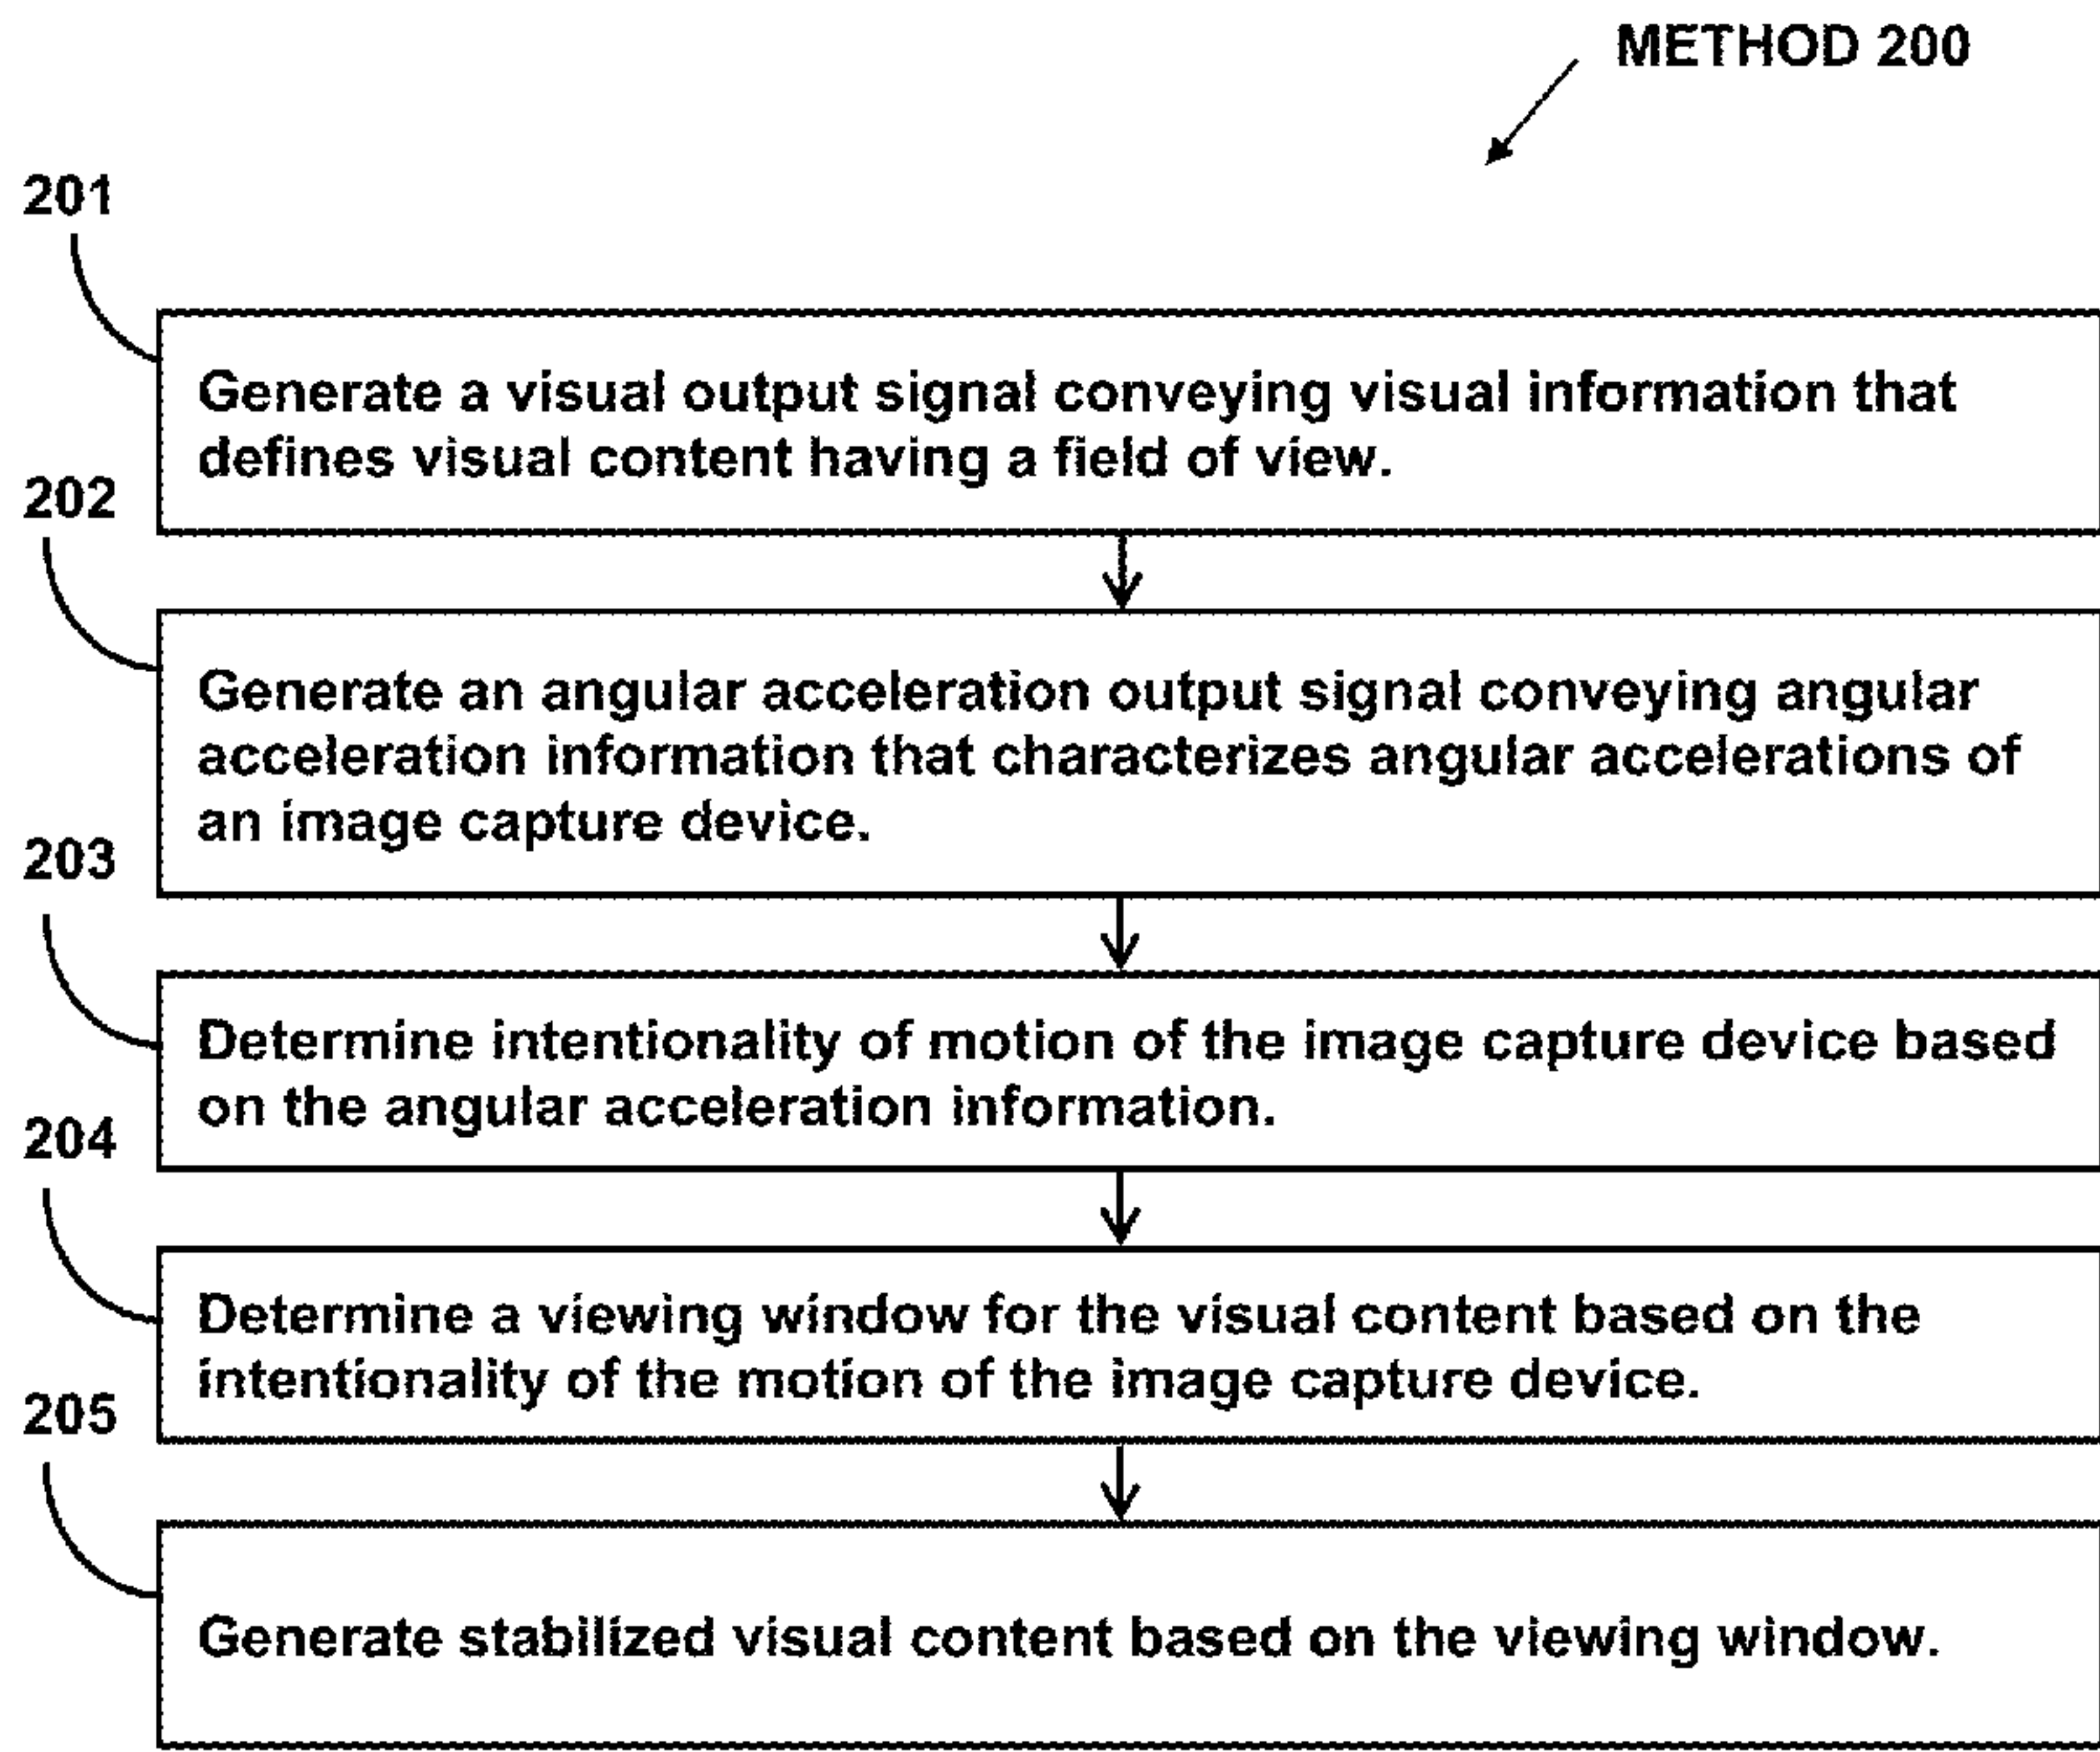 METHOD 200
201
Generate a visual output signal conveying visual information that
defines visual content having a field of view.
202
Generate an angular acceleration output signal conveying angular
acceleration information that characterizes angular accelerations of
an image capture device.
203
Determine intentionality of motion of the image capture device based
on the angular acceleration information.
204
Determine a viewing window for the visual content based on the
intentionality of the motion of the image capture device.
205
Generate stabilized visual content based on the viewing window.